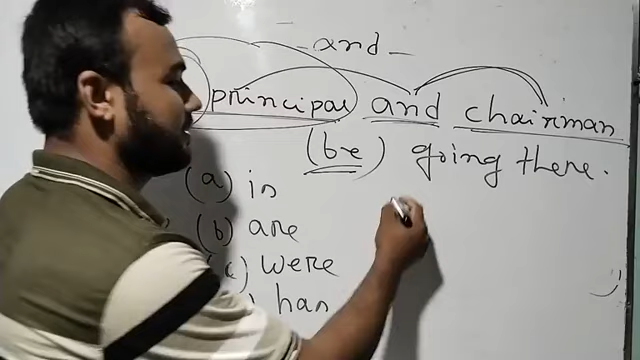 - and -
principal and chairman
(be) going there.
(a) is
(b) are
(c) were
) has